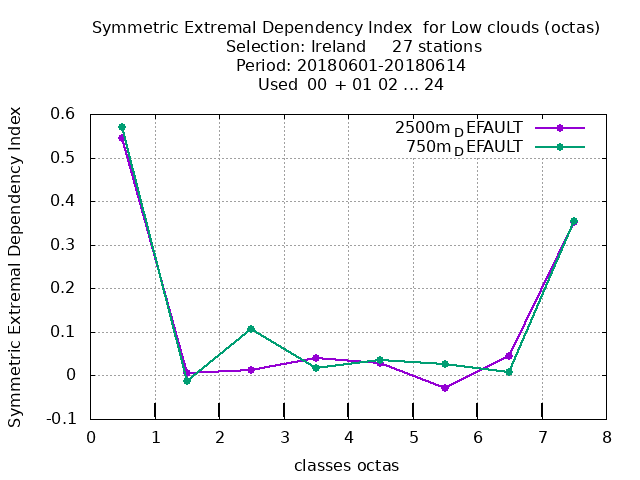 Symmetric Extremal Dependency Index  for Low clouds (octas)
Selection: Ireland     27 stations
Period: 20180601-20180614
Used  00  + 01 02 ... 24
2500m_DEFAULT
750m_DEFAULT
Symmetric Extremal Dependency Index
0.6
0.5
0.4
0.3
0.2
0.1
0
-0.1
0 1 2 3 4 5 6 7 8
classes octas